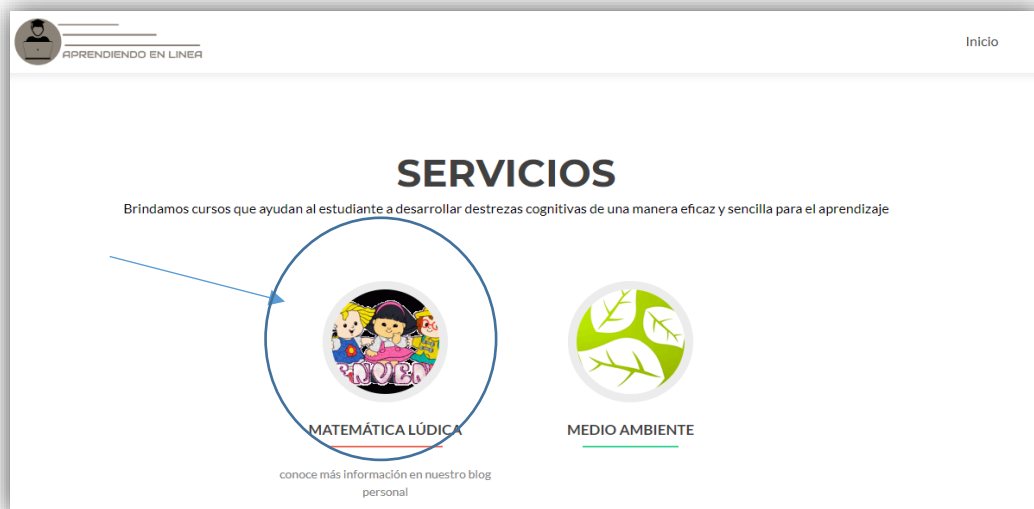 APRENDIENDO EN LINEA
Inicio
SERVICIOS
Brindamos cursos que ayudan al estudiante a desarrollar destrezas cognitivas de una manera eficaz y sencilla para el aprendizaje
ENVEN
MATEMÁTICA LÚDICA
MEDIO AMBIENTE
conoce más información en nuestro blog
personal